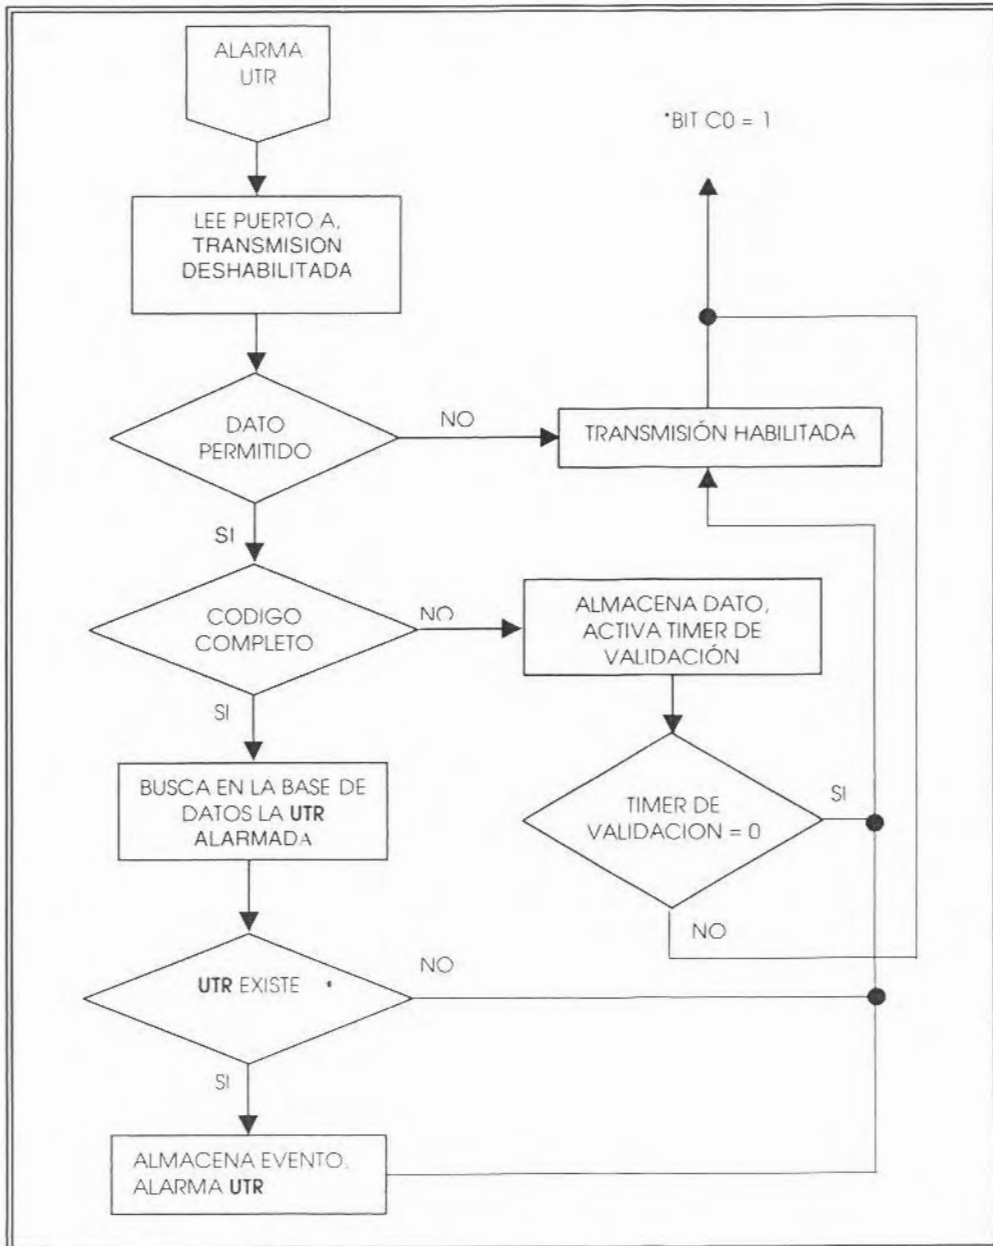 ALARMA
UTR
*BIT C0 = 1
LEE PUERTO A,
TRANSMISION
DESHABILITADA
DATO
PERMITIDO
NO
TRANSMISIÓN HABILITADA
SI
CODIGO
COMPLETO
NO
ALMACENA DATO,
ACTIVA TIMER DE
VALIDACIÓN
SI
BUSCA EN LA BASE DE
DATOS LA UTR
ALARMADA
TIMER DE
VALIDACION = 0
SI
NO
UTR EXISTE
NO
SI
ALMACENA EVENTO.
ALARMA UTR